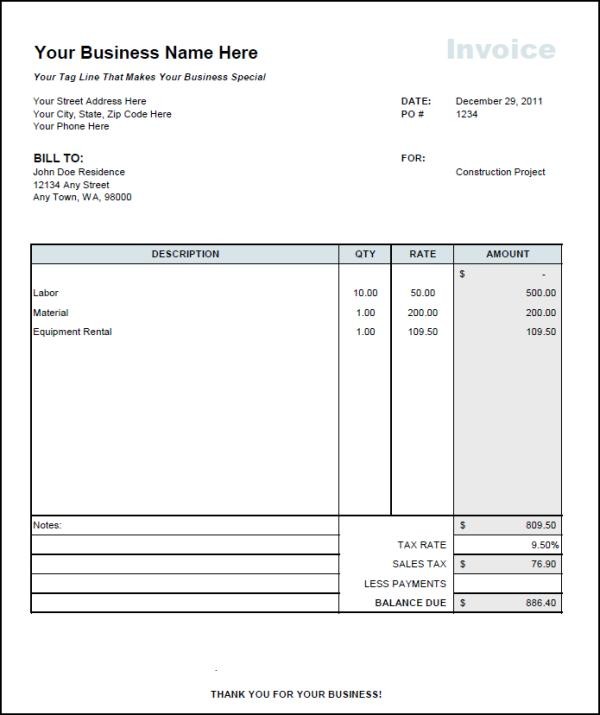 Invoice
Your Business Name Here
Your Tag Line That Makes Your Business Special
Your Street Address Here DATE: December 29, 2011
Your City, State, Zip Code Here PO # 1234
Your Phone Here
BILL TO: FOR:
John Doe Residence Construction Project
12134 Any Street
Any Town, WA, 98000
DESCRIPTION QTY RATE AMOUNT
$ -
Labor 10.00 50.00 500.00
Material 1.00 200.00 200.00
Equipment Rental 1.00 109.50 109.50
Notes: $ 809.50
TAX RATE 9.50%
SALES TAX $ 76.90
LESS PAYMENTS
BALANCE DUE $ 886.40
THANK YOU FOR YOUR BUSINESS!